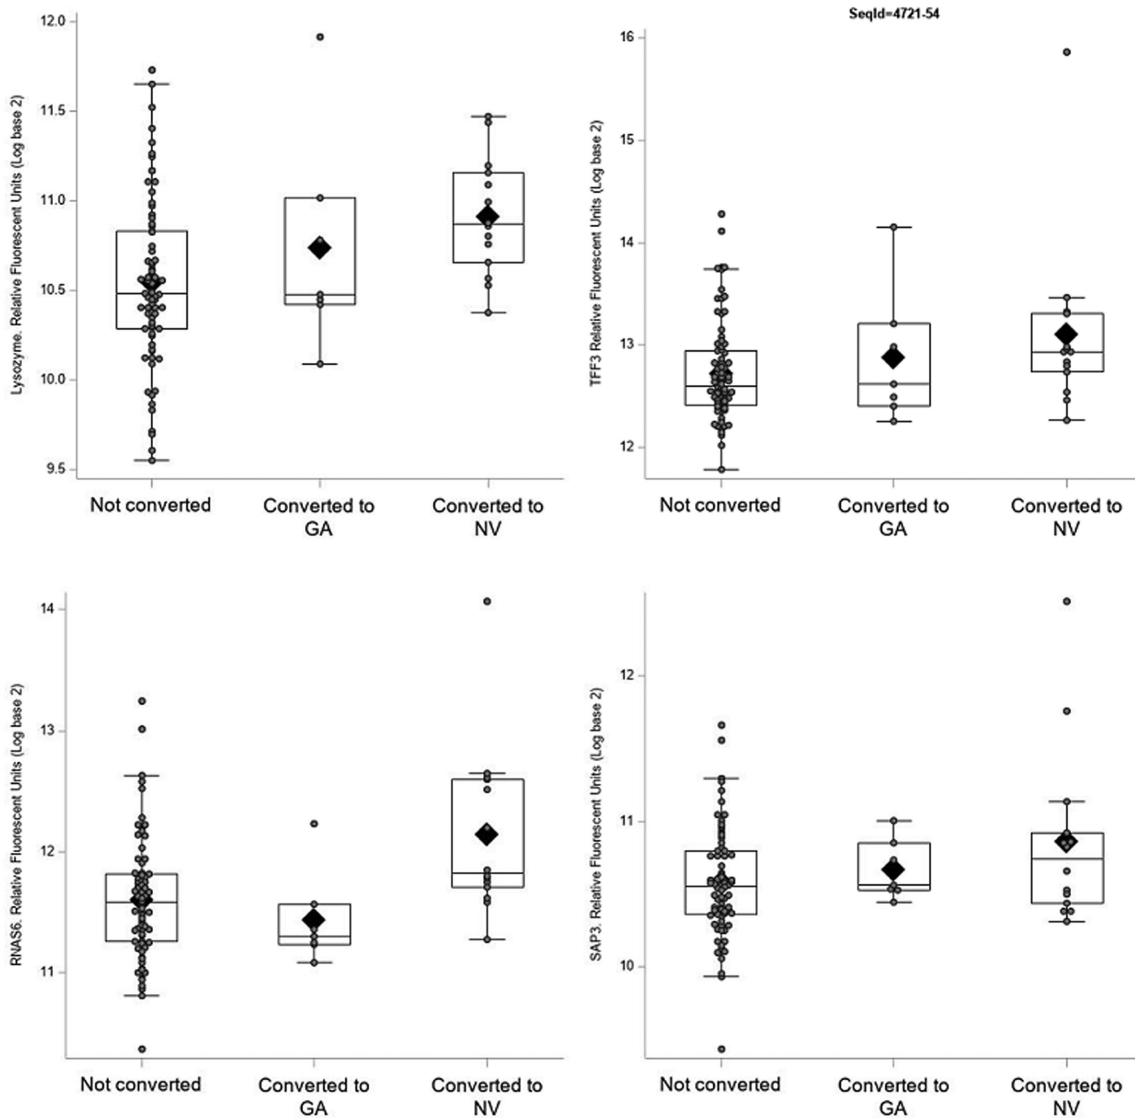 Lysozyme. Relative Fluorescent Units (Log base 2)
12.0
11.5
11.0
10.5
10.0
9.5
Not converted
Converted to
GA
Converted to
NV
SeqId=4721-54
TFF3 Relative Fluorescent Units (Log base 2)
16
15
14
13
12
Not converted
Converted to
GA
Converted to
NV
RNAS6. Relative Fluorescent Units (Log base 2)
14
13
12
11
Not converted
Converted to
GA
Converted to
NV
SAP3. Relative Fluorescent Units (Log base 2)
12
11
10
Not converted
Converted to
GA
Converted to
NV